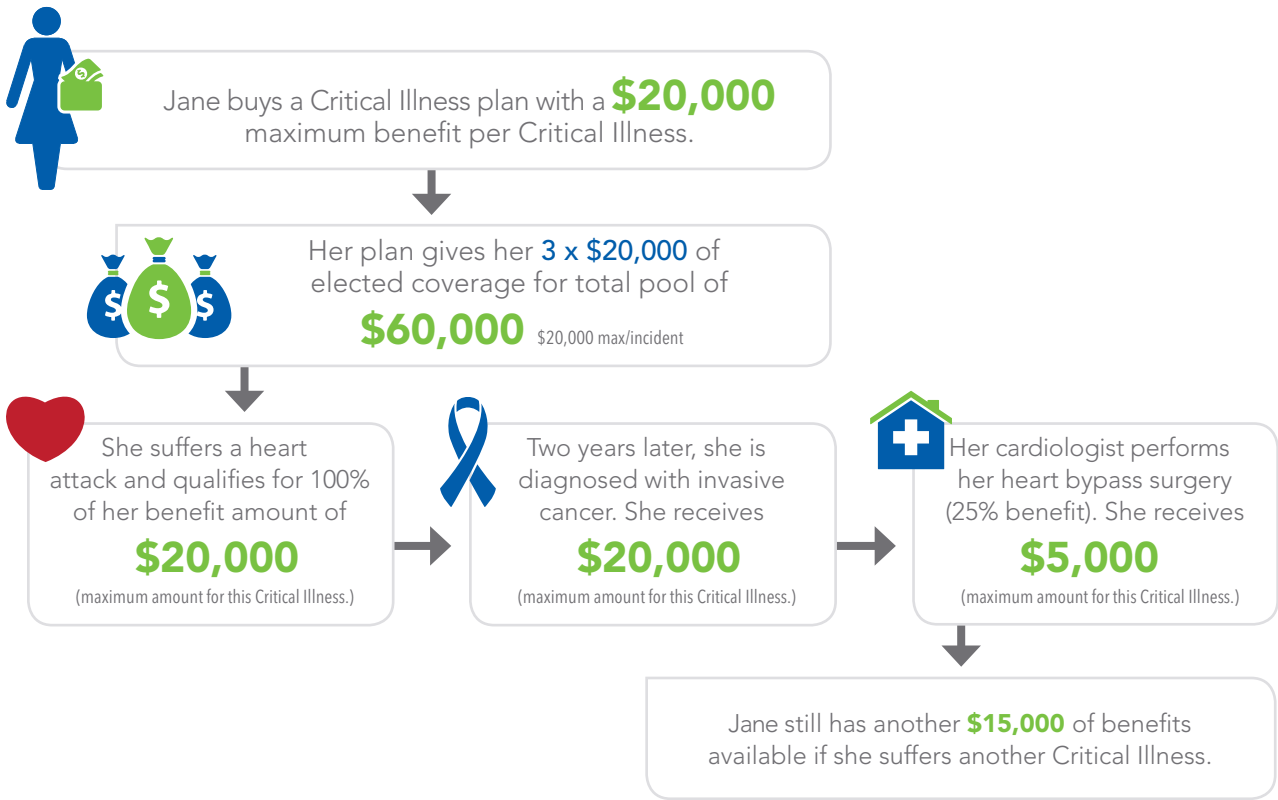 Jane buys a Critical Illness plan with a $20,000
maximum benefit per Critical Illness.
$ $ $
Her plan gives her 3 x $20,000 of
elected coverage for total pool of
$60,000 $20,000 max/incident
She suffers a heart
attack and qualifies for 100%
of her benefit amount of
$20,000
(maximum amount for this Critical Illness.)
Two years later, she is
diagnosed with invasive
cancer. She receives
$20,000
(maximum amount for this Critical Illness.)
Her cardiologist performs
her heart bypass surgery
(25% benefit). She receives
$5,000
(maximum amount for this Critical Illness.)
Jane still has another $15,000 of benefits
available if she suffers another Critical Illness.